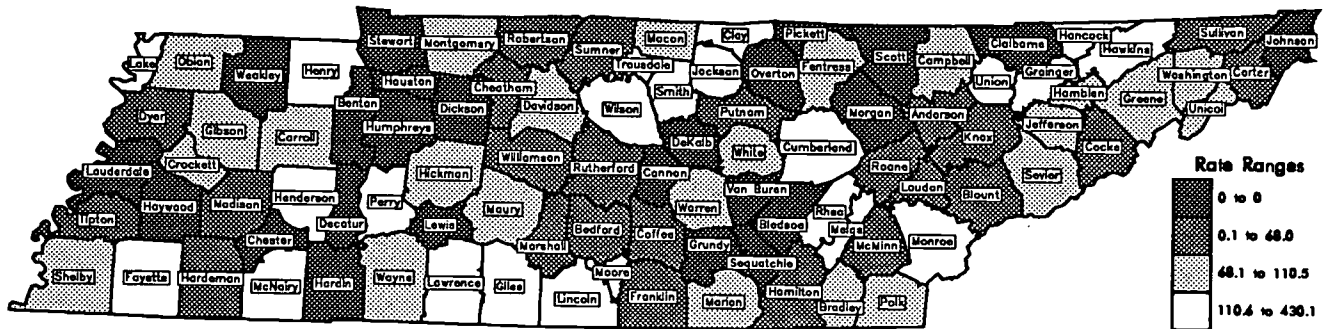 Stewart
Montgomery
Robertson
Sumner
Macon
Clay
Pickett
Claiborne
Hancock
Sullivan
Johnson
Lake
Obion
Weakley
Henry
Houston
Cheatham
Trousdale
Jackson
Overton
Fentress
Scott
Campbell
Union
Grainger
Hawkins
Hamblen
Washington
Carter
Unicoi
Greene
Dyer
Gibson
Carroll
Benton
Humphreys
Dickson
Davidson
Wilson
Smith
Putnam
Morgan
Anderson
Knox
Jefferson
Cocke
Sevier
Lauderdale
Crockett
Madison
Henderson
Decatur
Perry
Hickman
Williamson
Rutherford
Cannon
DeKalb
White
Cumberland
Roane
Loudon
Blount
Tipton
Haywood
Chester
Lewis
Maury
Marshall
Bedford
Coffee
Warren
Van Buren
Grundy
Bledsoe
Sequatchie
Rhea
Meigs
McMinn
Monroe
Shelby
Fayette
Hardeman
McNairy
Hardin
Wayne
Lawrence
Giles
Lincoln
Moore
Franklin
Marion
Hamilton
Bradley
Polk
Rate Ranges
0 to 0
0.1 to 68.0
68.1 to 110.5
110.6 to 430.1